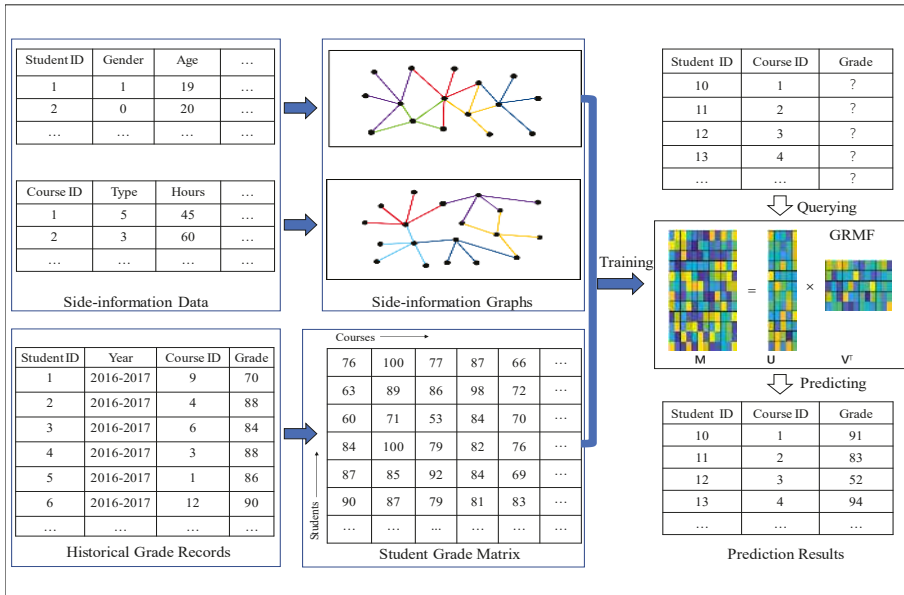 Student ID Gender Age …
1 1 19 …
2 0 20 …
… … …
Course ID Type Hours …
1 5 45 …
2 3 60 …
… … … …
Side-information Data
Side-information Graphs
Student ID Year Course ID Grade
1 2016-2017 9 70
2 2016-2017 4 88
3 2016-2017 6 84
4 2016-2017 3 88
5 2016-2017 1 86
6 2016-2017 12 90
… … … …
Historical Grade Records
Courses
Students
76 100 77 87 66 …
63 89 86 98 72 …
60 71 53 84 70 …
84 100 79 82 76 …
87 85 92 84 69 …
90 87 79 81 83 …
… … ... … … …
Student Grade Matrix
Training
Student ID Course ID Grade
10 1 ?
11 2 ?
12 3 ?
13 4 ?
… … ?
Querying
GRMF
= ×
M U Vᵀ
Predicting
Student ID Course ID Grade
10 1 91
11 2 83
12 3 52
13 4 94
… … …
Prediction Results